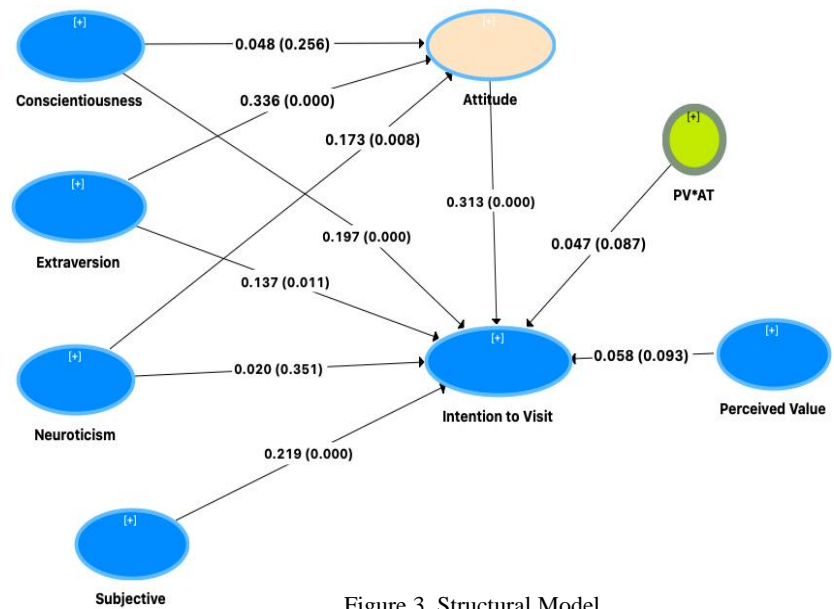 [+]
Conscientiousness
[+]
Attitude
0.048 (0.256)
0.336 (0.000)
0.173 (0.008)
[+]
PV*AT
[+]
Extraversion
0.313 (0.000)
0.197 (0.000)
0.047 (0.087)
0.137 (0.011)
[+]
Intention to Visit
[+]
Perceived Value
0.058 (0.093)
[+]
Neuroticism
0.020 (0.351)
0.219 (0.000)
[+]
Subjective
Figure 3. Structural Model